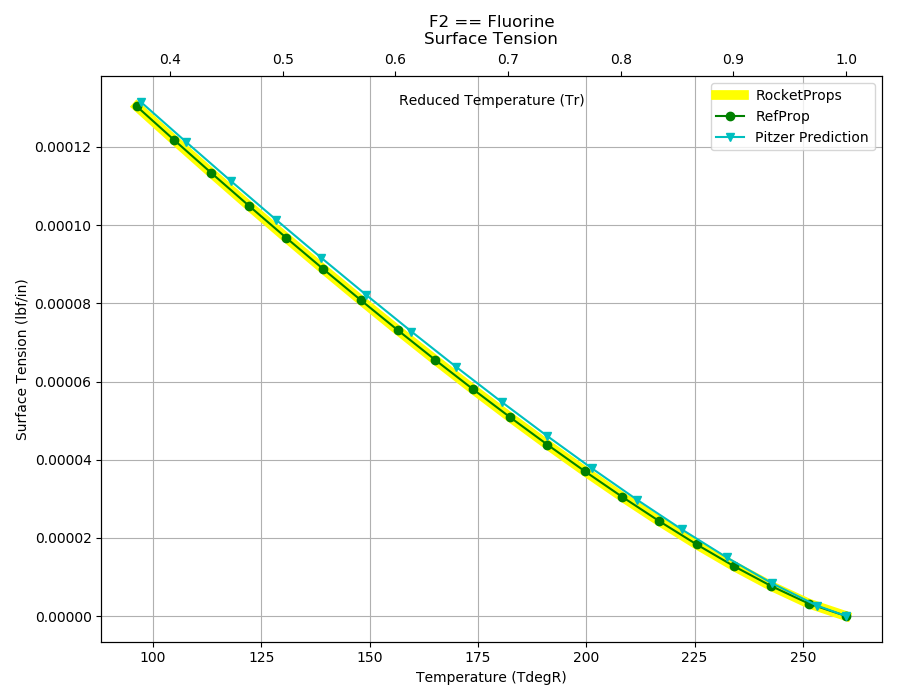 F2 == Fluorine
Surface Tension
0.4 0.5 0.6 0.7 0.8 0.9 1.0
Reduced Temperature (Tr)
RocketProps
RefProp
Pitzer Prediction
Surface Tension (lbf/in)
0.00012
0.00010
0.00008
0.00006
0.00004
0.00002
0.00000
100 125 150 175 200 225 250
Temperature (TdegR)